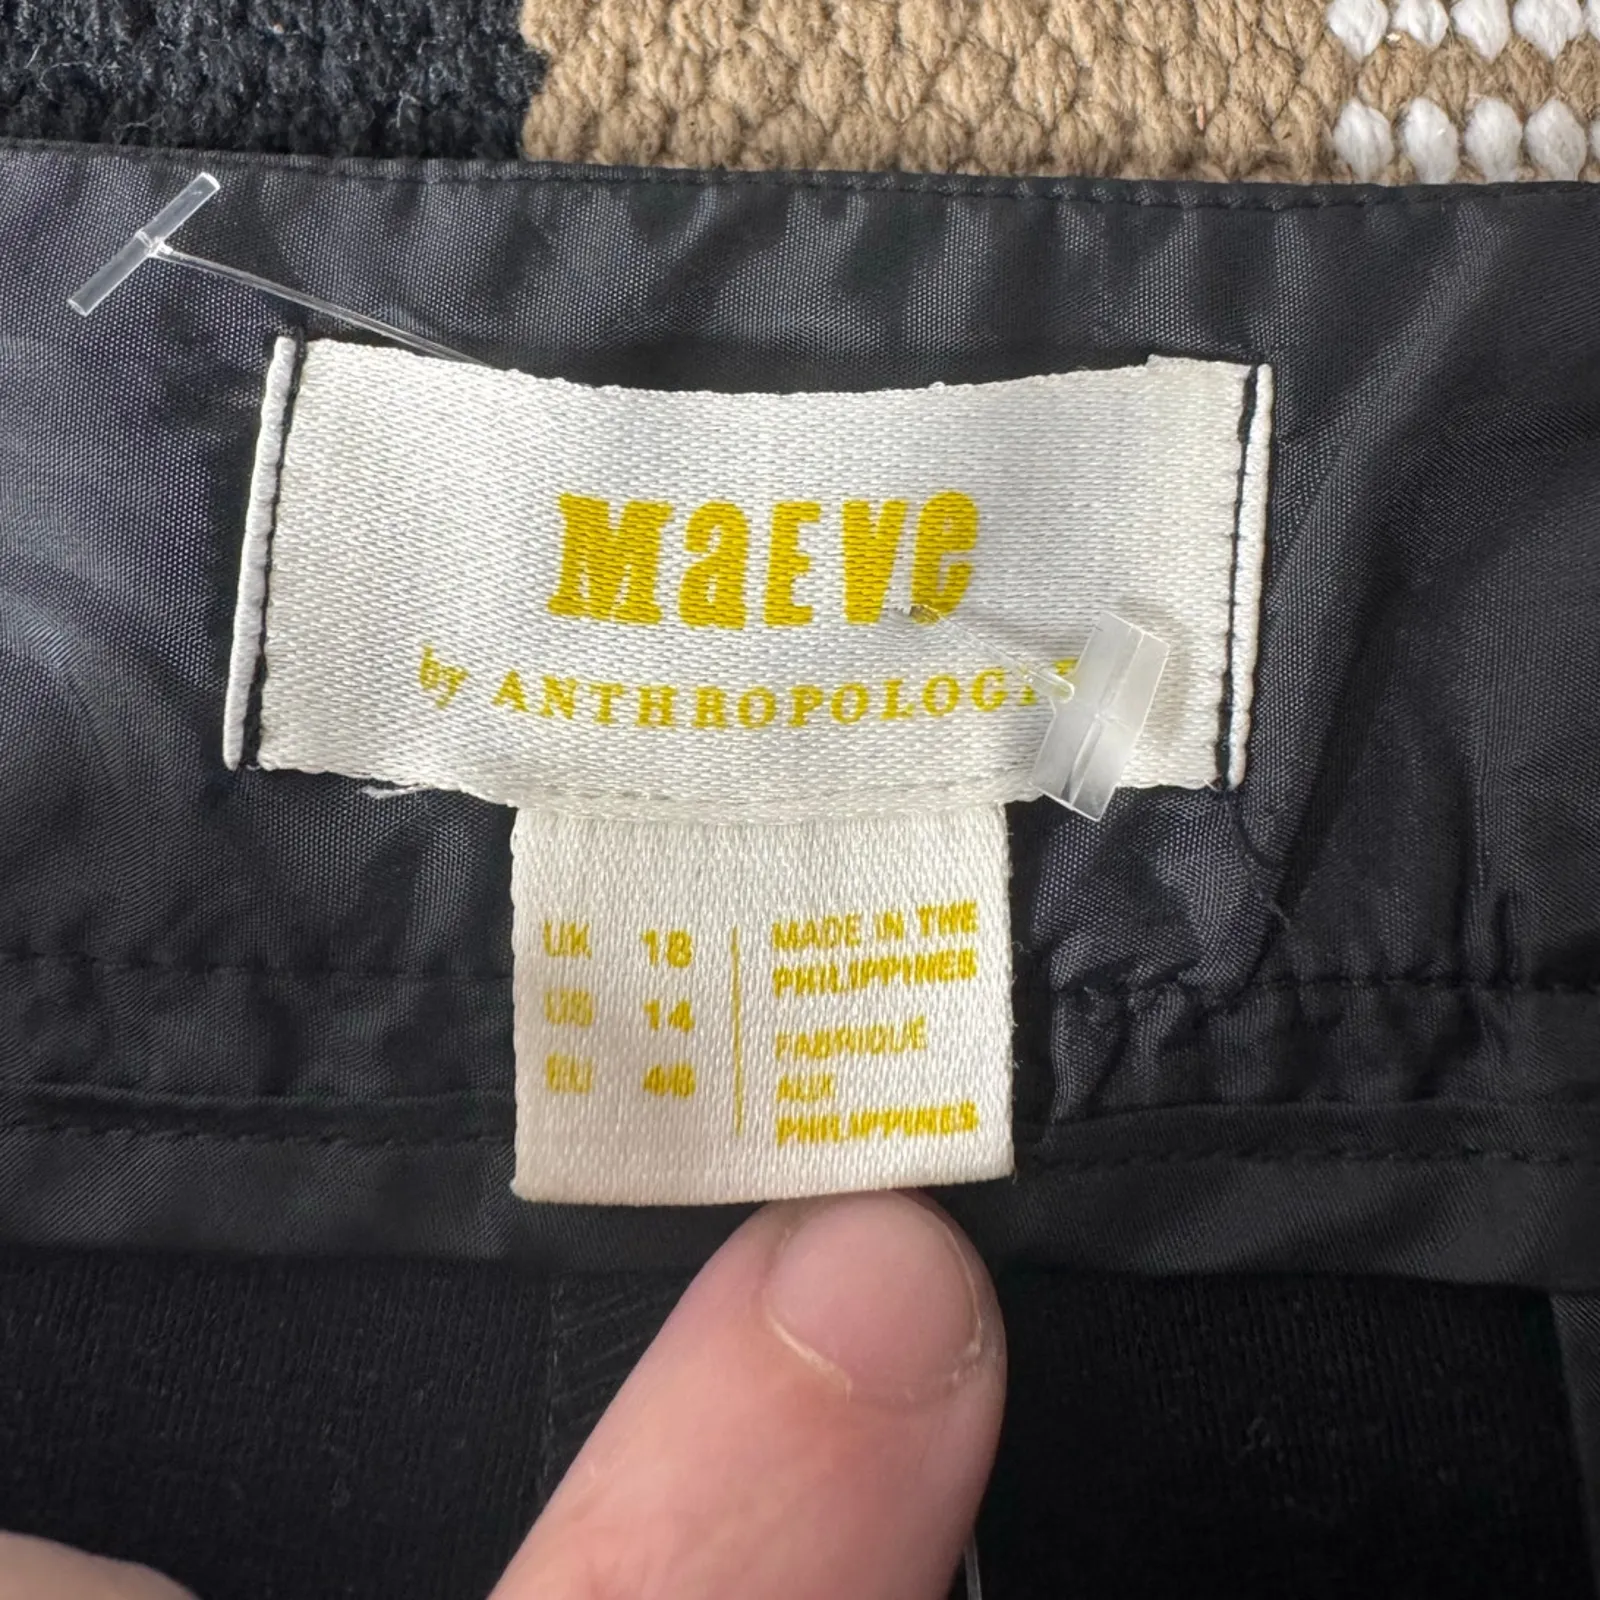 maeve
by ANTHROPOLOGIE
UK 18
US 14
EU 46
MADE IN THE
PHILIPPINES
FABRIQUÉ
AUX
PHILIPPINES